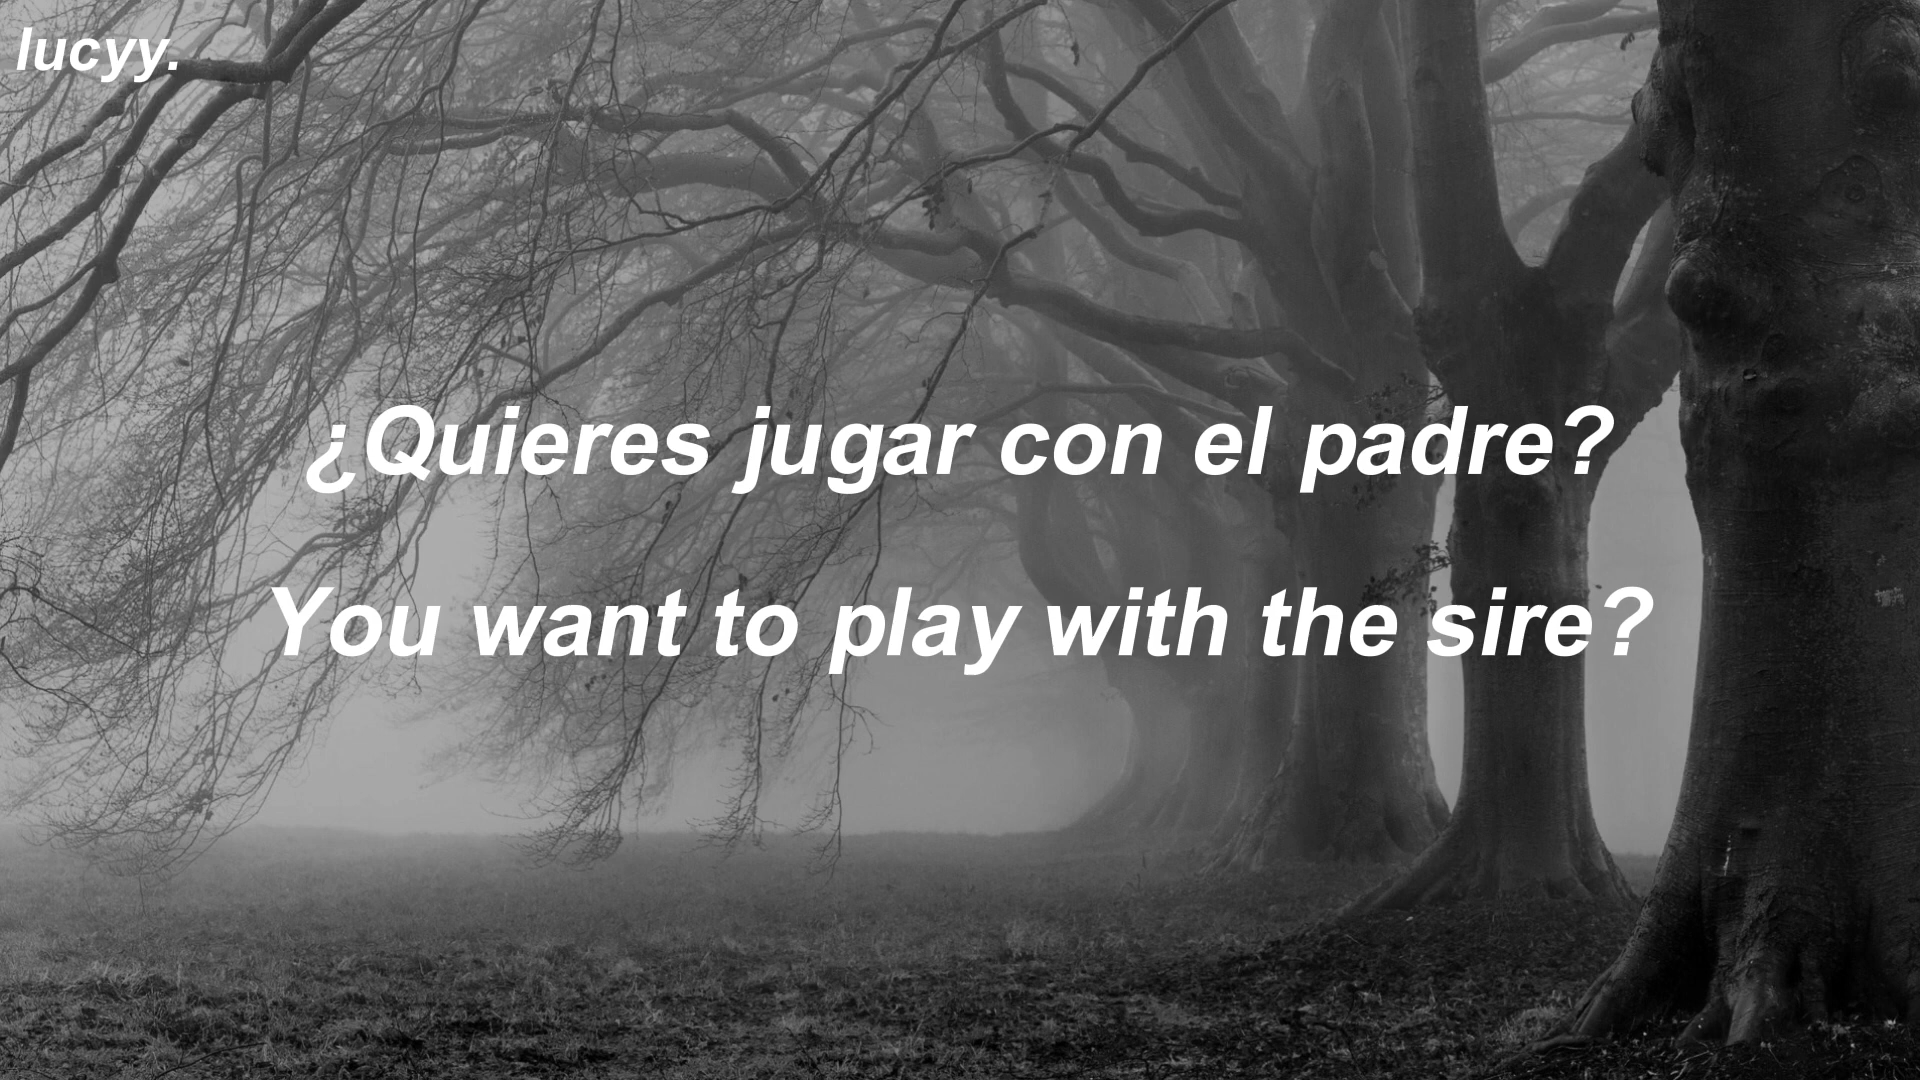 lucyy.
¿Quieres jugar con el padre?
You want to play with the sire?